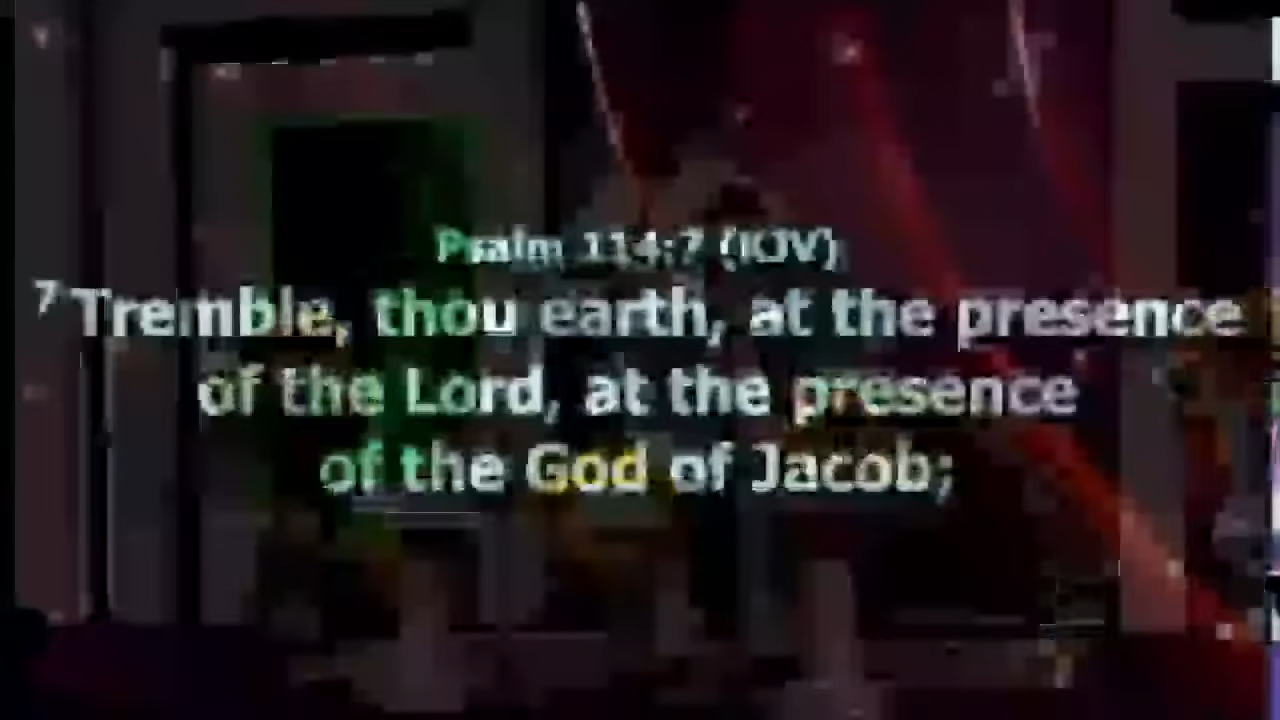 Psalm 114:7 (KJV)
7 Tremble, thou earth, at the presence
of the Lord, at the presence
of the God of Jacob;